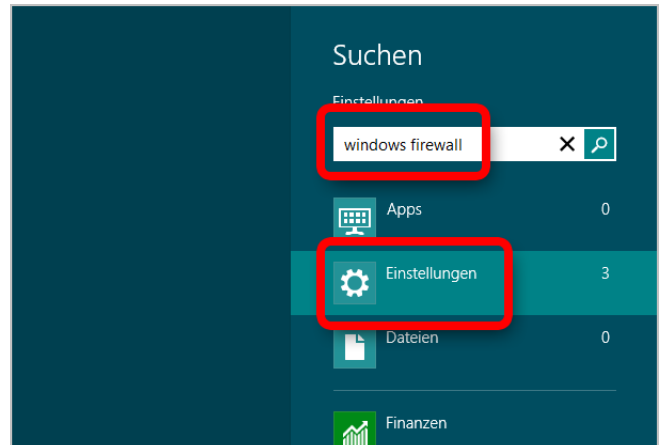 Suchen
Einstellungen
windows firewall
Apps 0
Einstellungen 3
Dateien 0
Finanzen